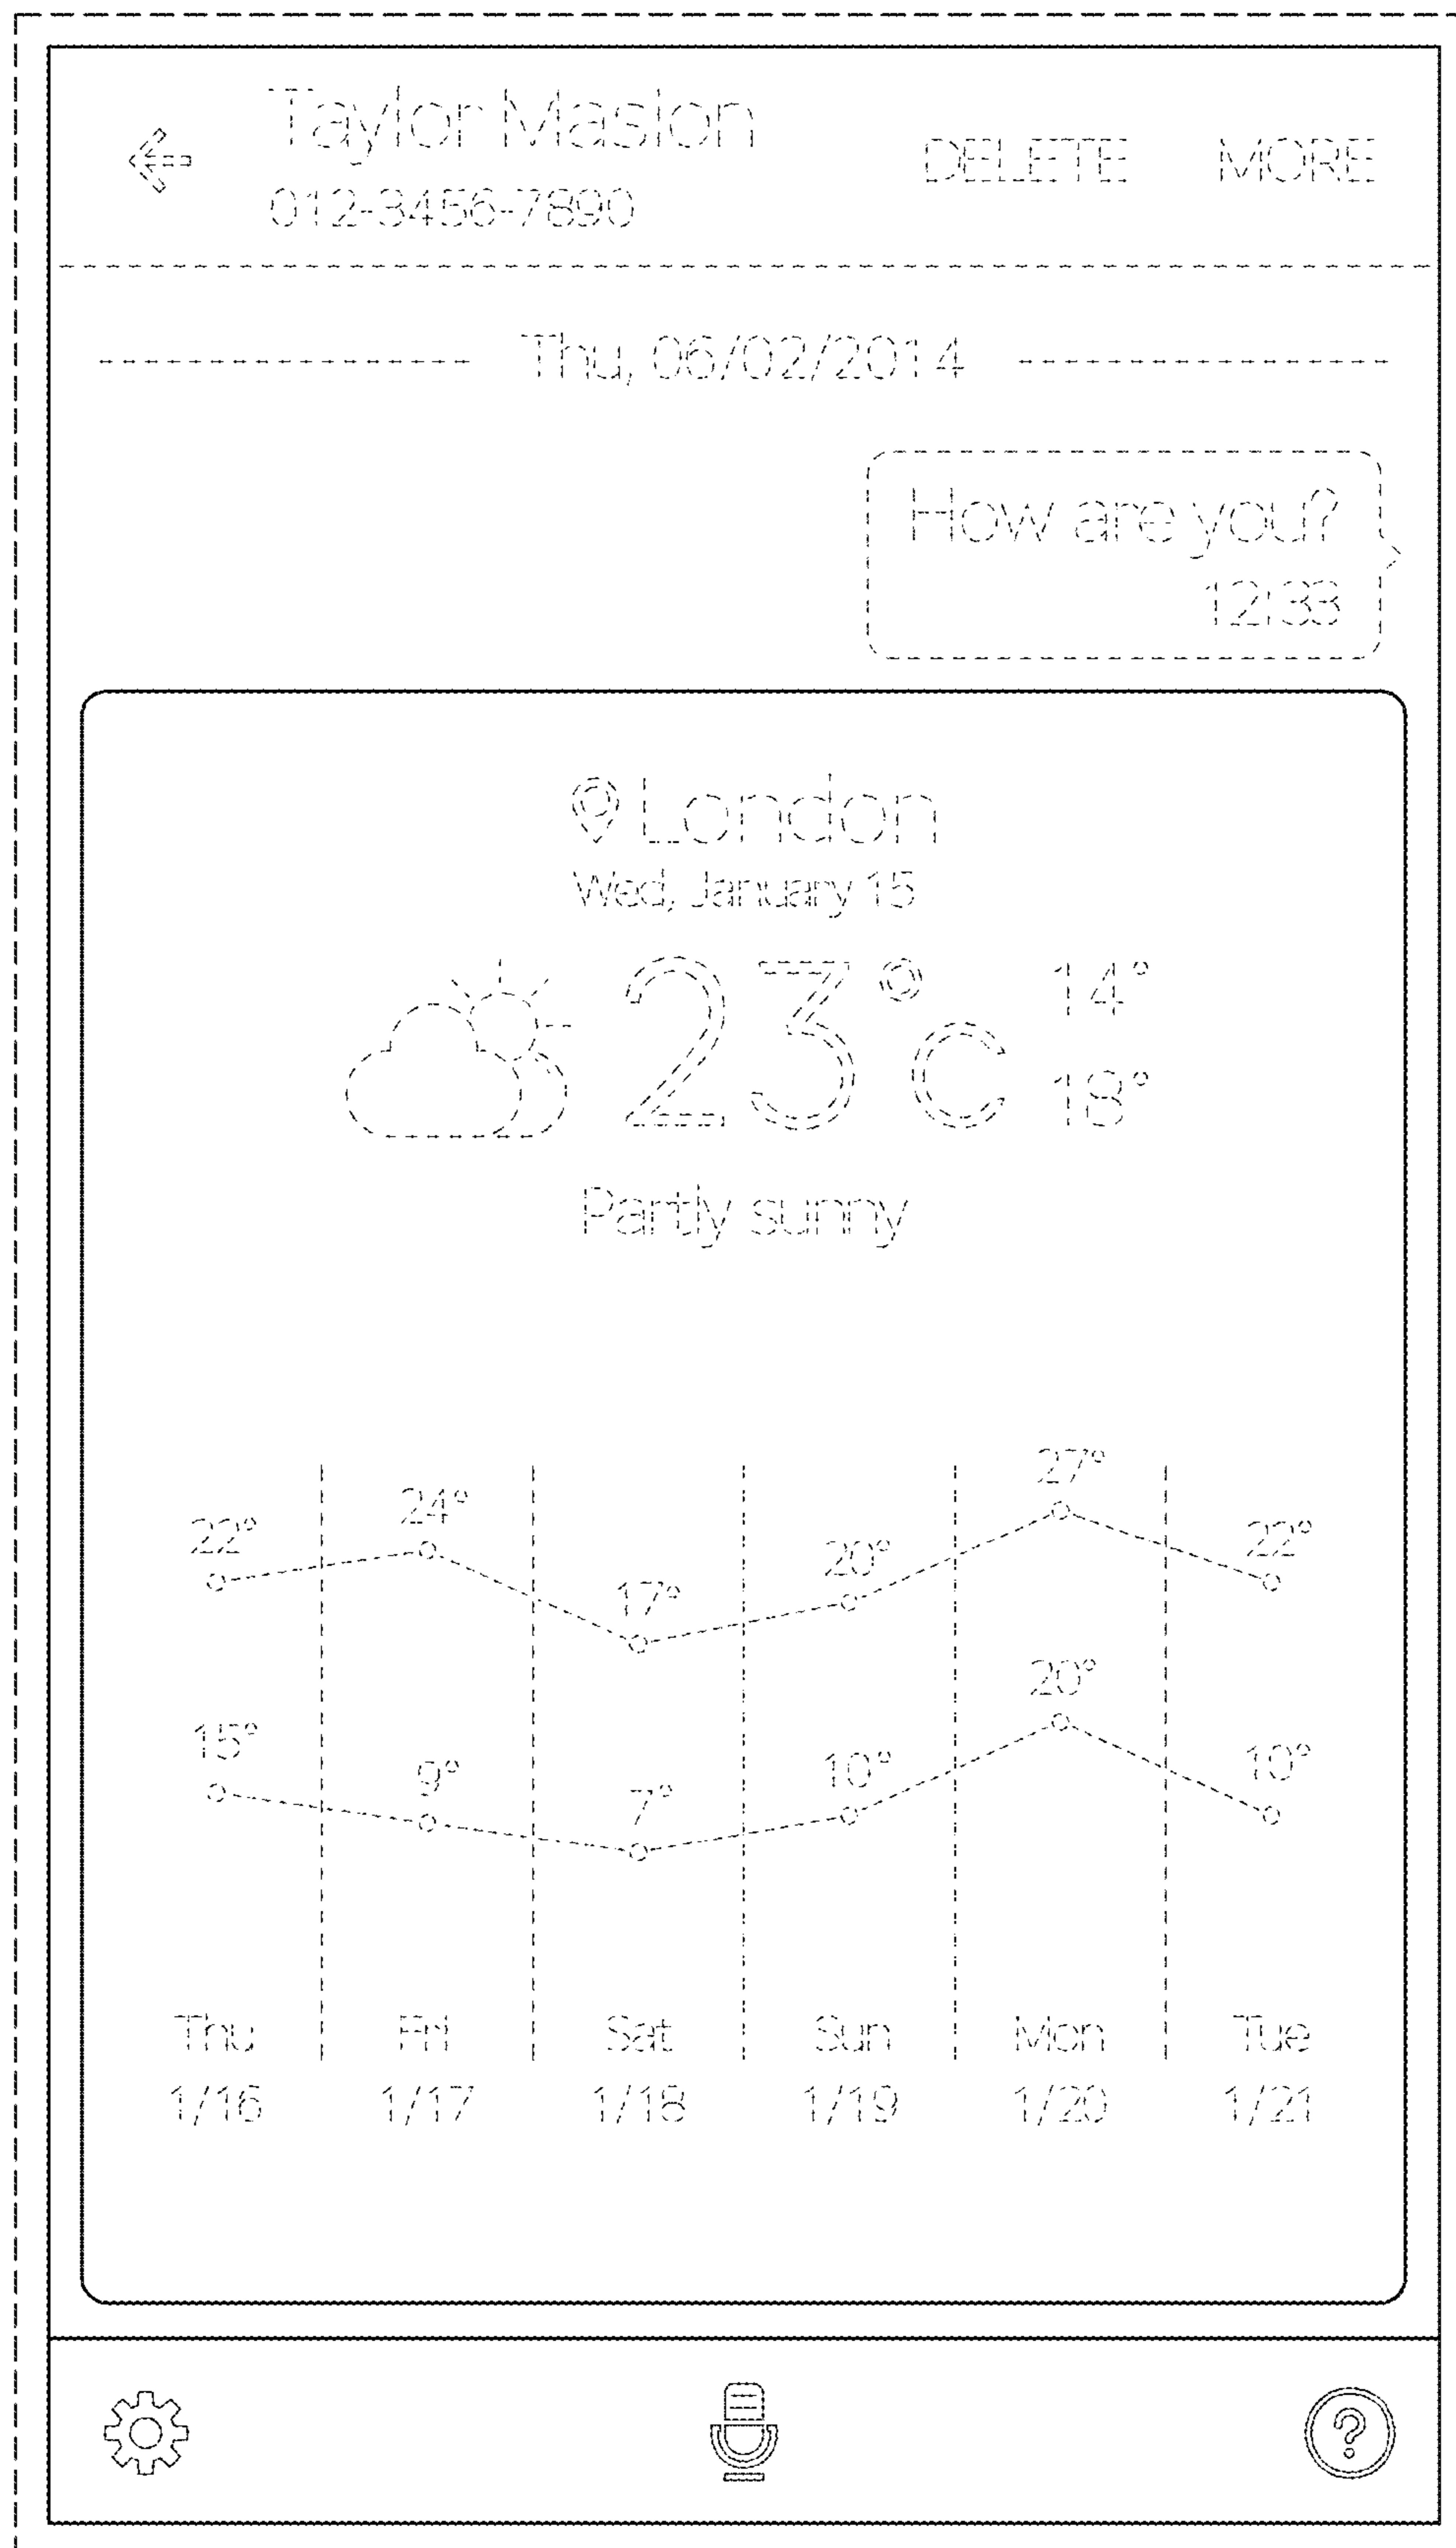 Taylor Maslon
012-3456-7890
DELETE MORE
Thu, 06/02/2014
How are you?
12:33
London
Wed, January 15
23°C
14°
18°
Partly sunny
22° 24° 17° 20° 27° 22°
15° 9° 7° 10° 20° 10°
Thu Fri Sat Sun Mon Tue
1/16 1/17 1/18 1/19 1/20 1/21
?